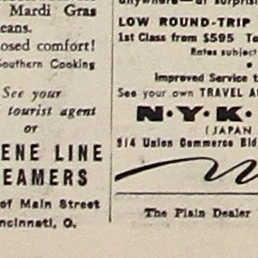 Mardi Gras
eans.
osed comfort!
Southern Cooking
See your
tourist agent
or
ENE LINE
EAMERS
of Main Street
ncinnati, O.
LOW ROUND-TRIP
1st Class from $595
Rates subject
Improved Service t
See your own TRAVEL A
N·Y·K·
(JAPAN
514 Union Commerce Bld
The Plain Dealer